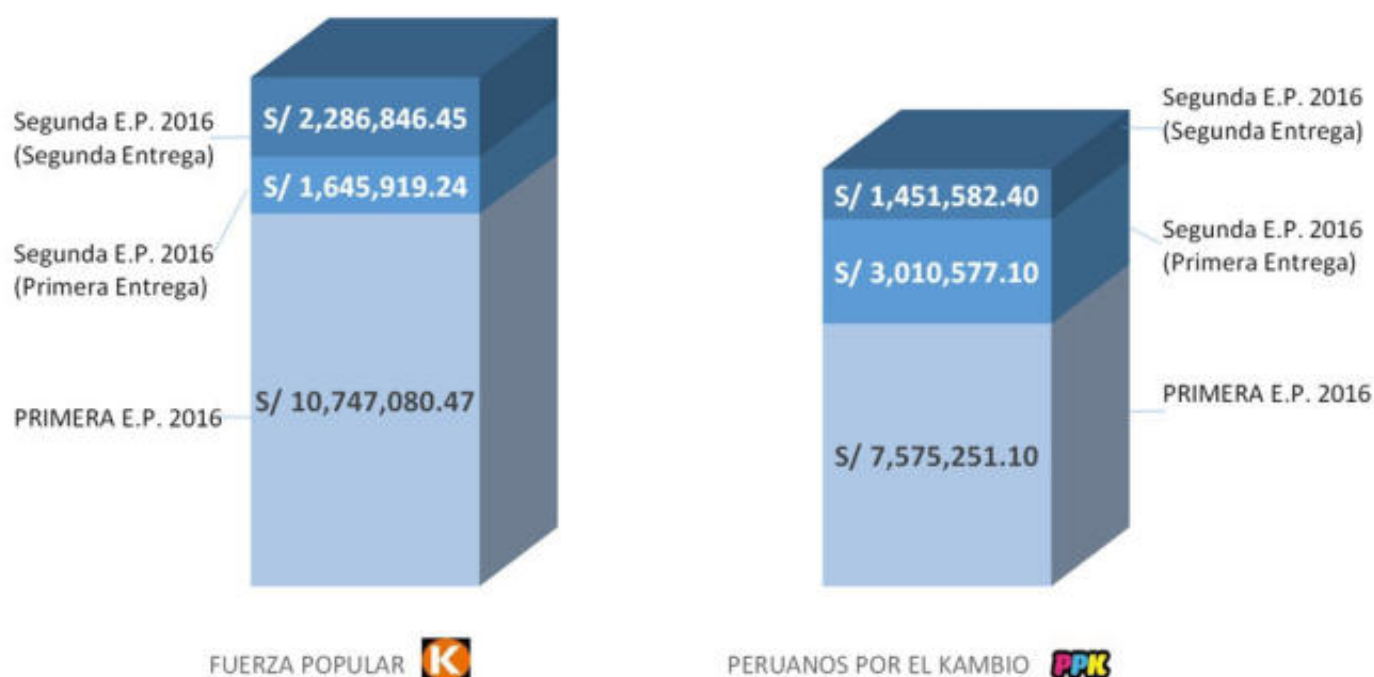 Segunda E.P. 2016
(Segunda Entrega)
Segunda E.P. 2016
(Primera Entrega)
PRIMERA E.P. 2016
S/ 2,286,846.45
S/ 1,645,919.24
S/ 10,747,080.47
S/ 1,451,582.40
S/ 3,010,577.10
S/ 7,575,251.10
Segunda E.P. 2016
(Segunda Entrega)
Segunda E.P. 2016
(Primera Entrega)
PRIMERA E.P. 2016
FUERZA POPULAR K
PERUANOS POR EL KAMBIO PPK